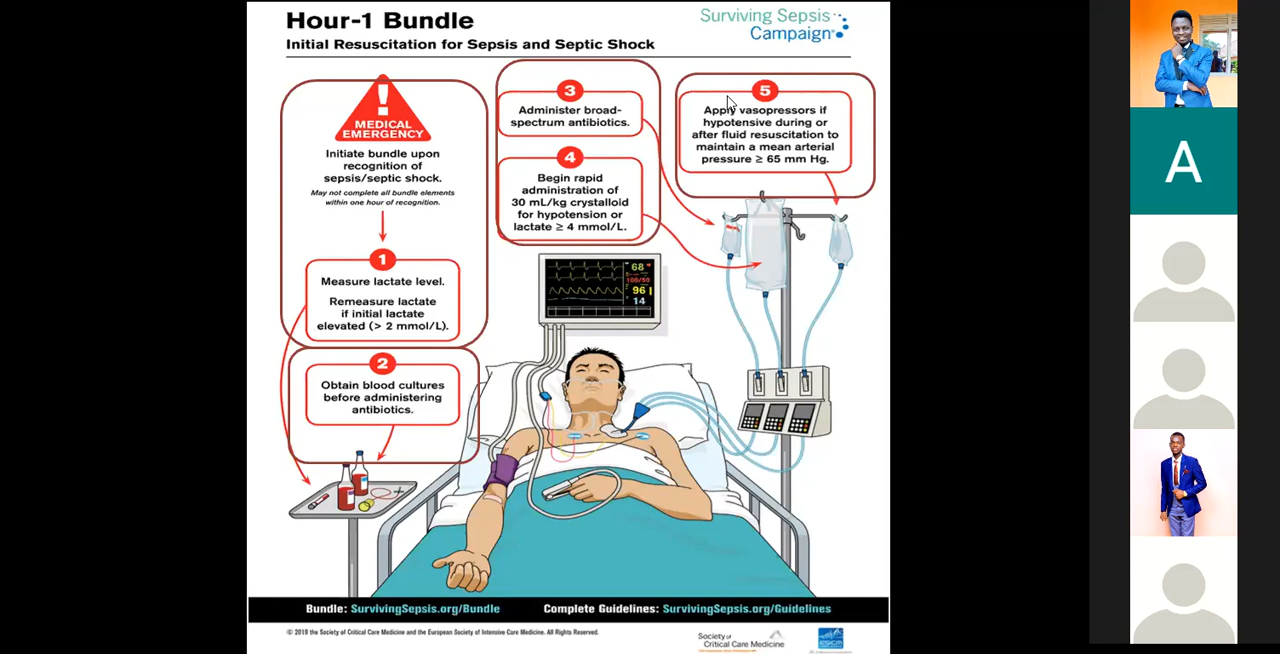 Hour-1 Bundle
Initial Resuscitation for Sepsis and Septic Shock
Surviving Sepsis
Campaign
!
MEDICAL
EMERGENCY
Initiate bundle upon
recognition of
sepsis/septic shock.
May not complete all bundle elements
within one hour of recognition.
1
Measure lactate level.
Remeasure lactate
if initial lactate
elevated (> 2 mmol/L).
2
Obtain blood cultures
before administering
antibiotics.
3
Administer broad-
spectrum antibiotics.
4
Begin rapid
administration of
30 mL/kg crystalloid
for hypotension or
lactate ≥ 4 mmol/L.
5
Apply vasopressors if
hypotensive during or
after fluid resuscitation to
maintain a mean arterial
pressure ≥ 65 mm Hg.
68
100/50
96
14
A
Bundle: SurvivingSepsis.org/Bundle
Complete Guidelines: SurvivingSepsis.org/Guidelines
© 2019 the Society of Critical Care Medicine and the European Society of Intensive Care Medicine. All Rights Reserved.
Society of
Critical Care Medicine
ESICM